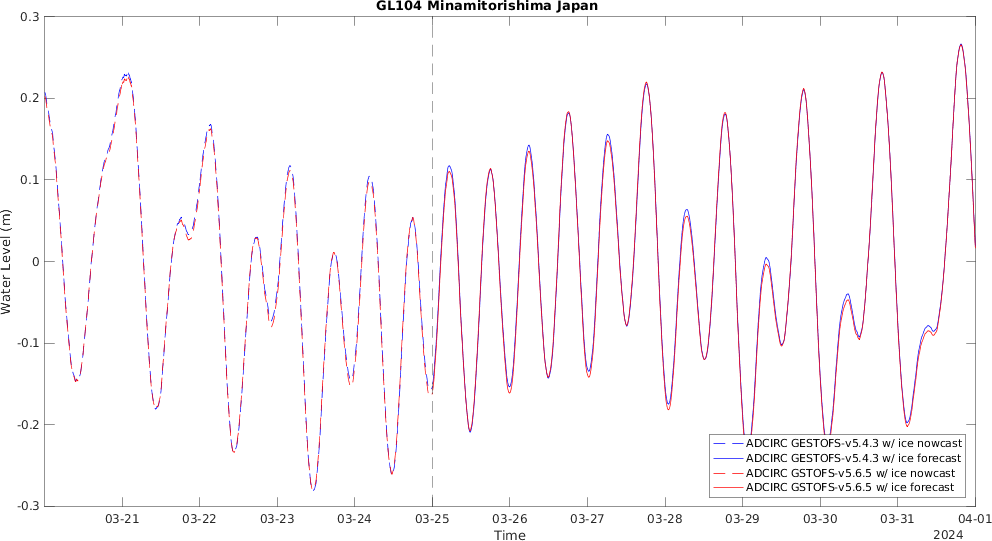 GL104 Minamitorishima Japan
0.3
0.2
0.1
0
-0.1
-0.2
-0.3
Water Level (m)
ADCIRC GESTOFS-v5.4.3 w/ ice nowcast
ADCIRC GESTOFS-v5.4.3 w/ ice forecast
ADCIRC GSTOFS-v5.6.5 w/ ice nowcast
ADCIRC GSTOFS-v5.6.5 w/ ice forecast
03-21 03-22 03-23 03-24 03-25 03-26 03-27 03-28 03-29 03-30 03-31 04-01
Time
2024